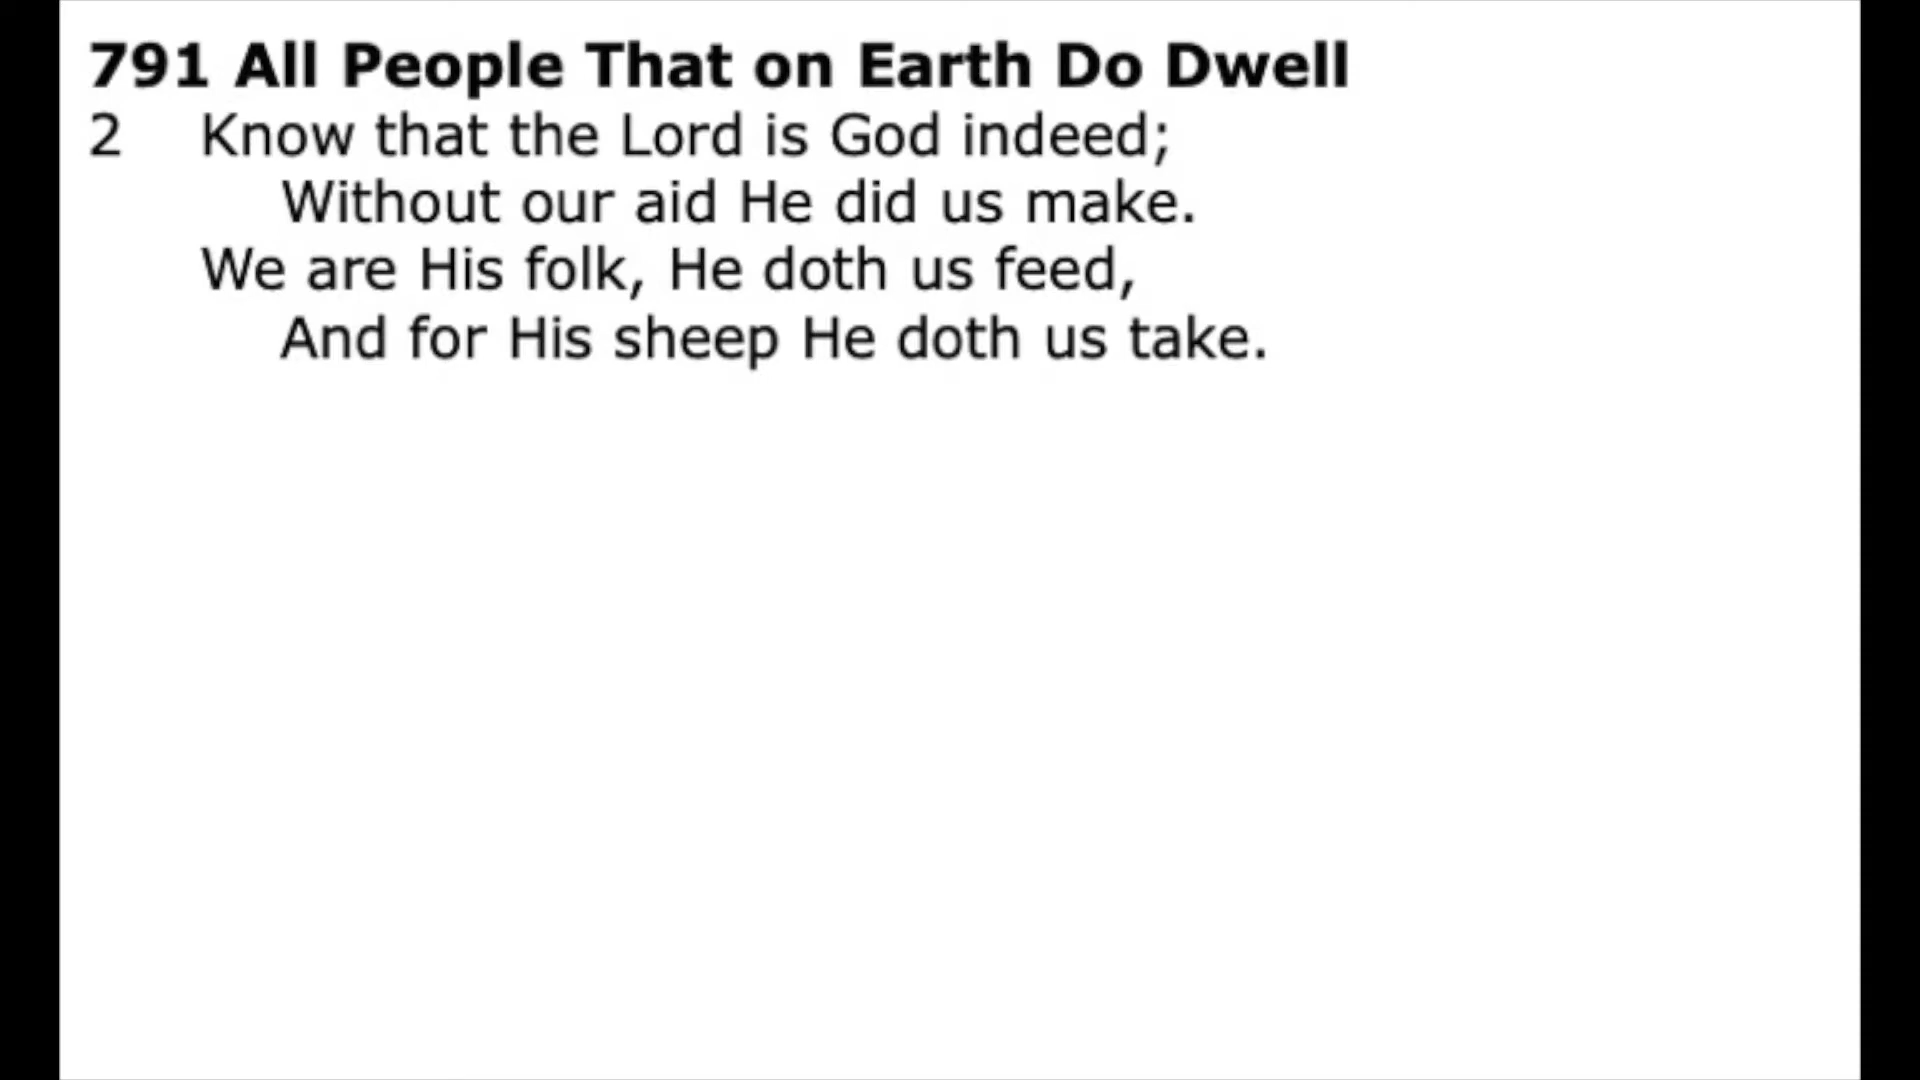 791 All People That on Earth Do Dwell
2 Know that the Lord is God indeed;
Without our aid He did us make.
We are His folk, He doth us feed,
And for His sheep He doth us take.